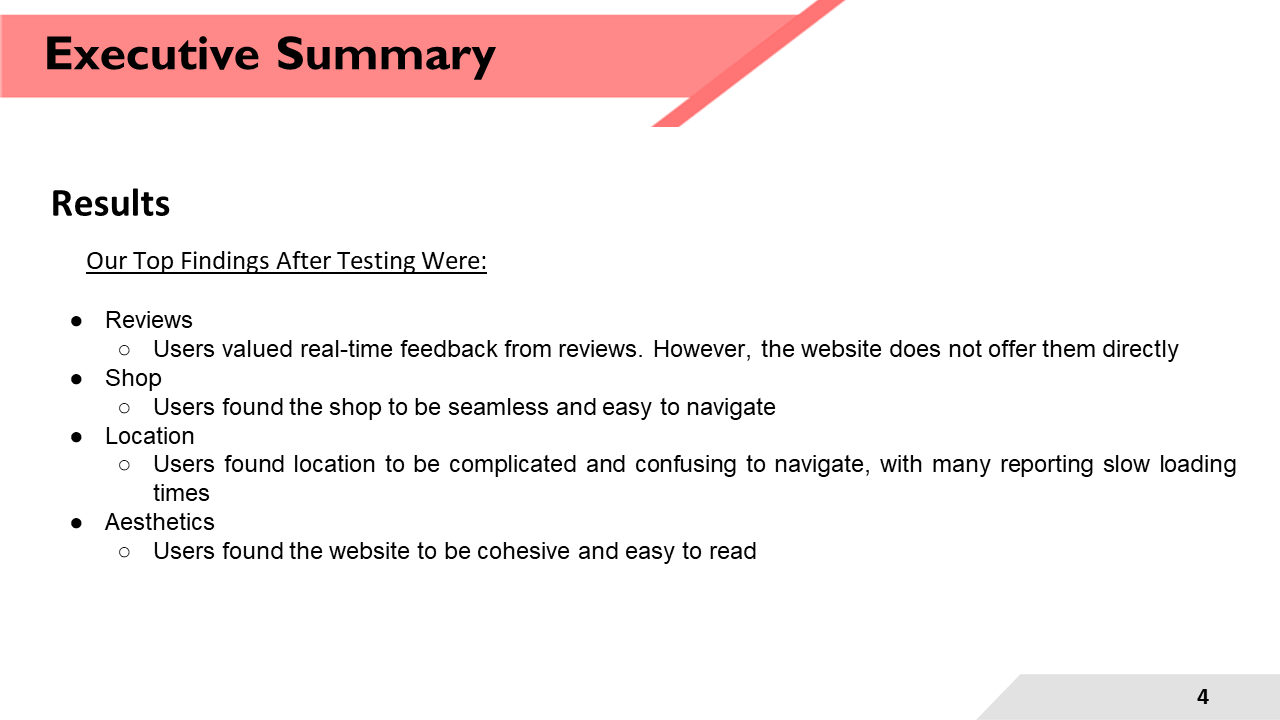 Executive Summary
Results
Our Top Findings After Testing Were:
● Reviews
○ Users valued real-time feedback from reviews. However, the website does not offer them directly
● Shop
○ Users found the shop to be seamless and easy to navigate
● Location
○ Users found location to be complicated and confusing to navigate, with many reporting slow loading
times
● Aesthetics
○ Users found the website to be cohesive and easy to read
4